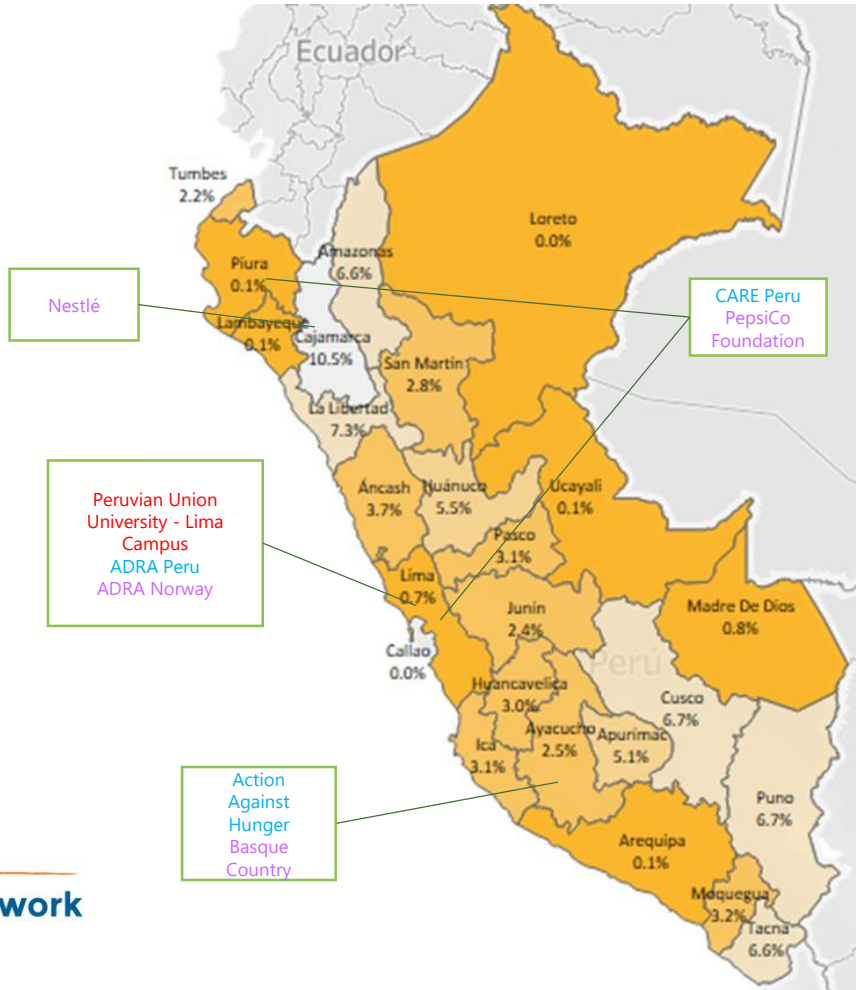 Ecuador
Tumbes
2.2%
Loreto
0.0%
Amazonas
6.6%
Piura
0.1%
Nestlé
CARE Peru
PepsiCo
Foundation
Lambayeque
0.1%
Cajamarca
10.5%
San Martín
2.8%
La Libertad
7.3%
Áncash
3.7%
Huánuco
5.5%
Ucayali
0.1%
Peruvian Union
University - Lima
Campus
ADRA Peru
ADRA Norway
Pasco
3.1%
Lima
0.7%
Junín
2.4%
Madre De Dios
0.8%
Callao
0.0%
Perú
Huancavelica
3.0%
Cusco
6.7%
Ayacucho
2.5%
Apurímac
5.1%
Ica
3.1%
Action
Against
Hunger
Basque
Country
Puno
6.7%
Arequipa
0.1%
Moquegua
3.2%
work
Tacna
6.6%